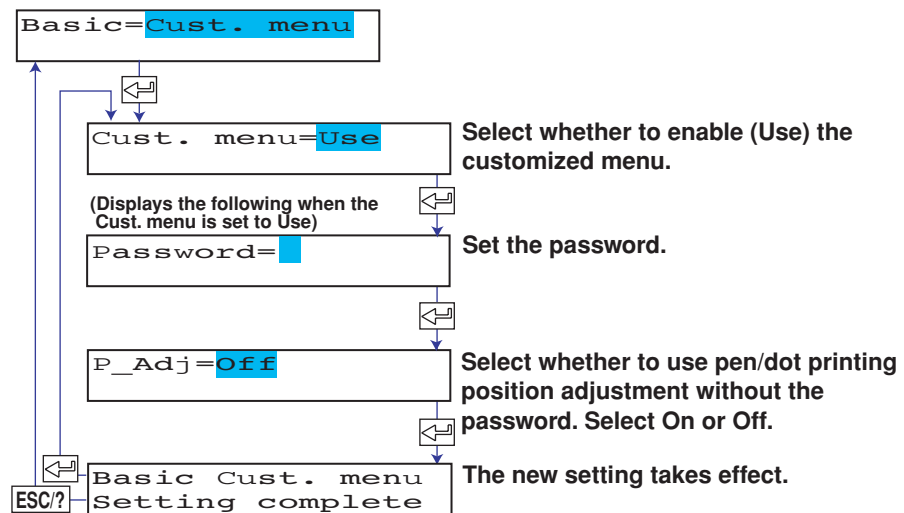 Basic=Cust. menu
Cust. menu=Use
Select whether to enable (Use) the
customized menu.
(Displays the following when the
Cust. menu is set to Use)
Password=
Set the password.
P_Adj=Off
Select whether to use pen/dot printing
position adjustment without the
password. Select On or Off.
Basic Cust. menu
Setting complete
The new setting takes effect.
ESC/?